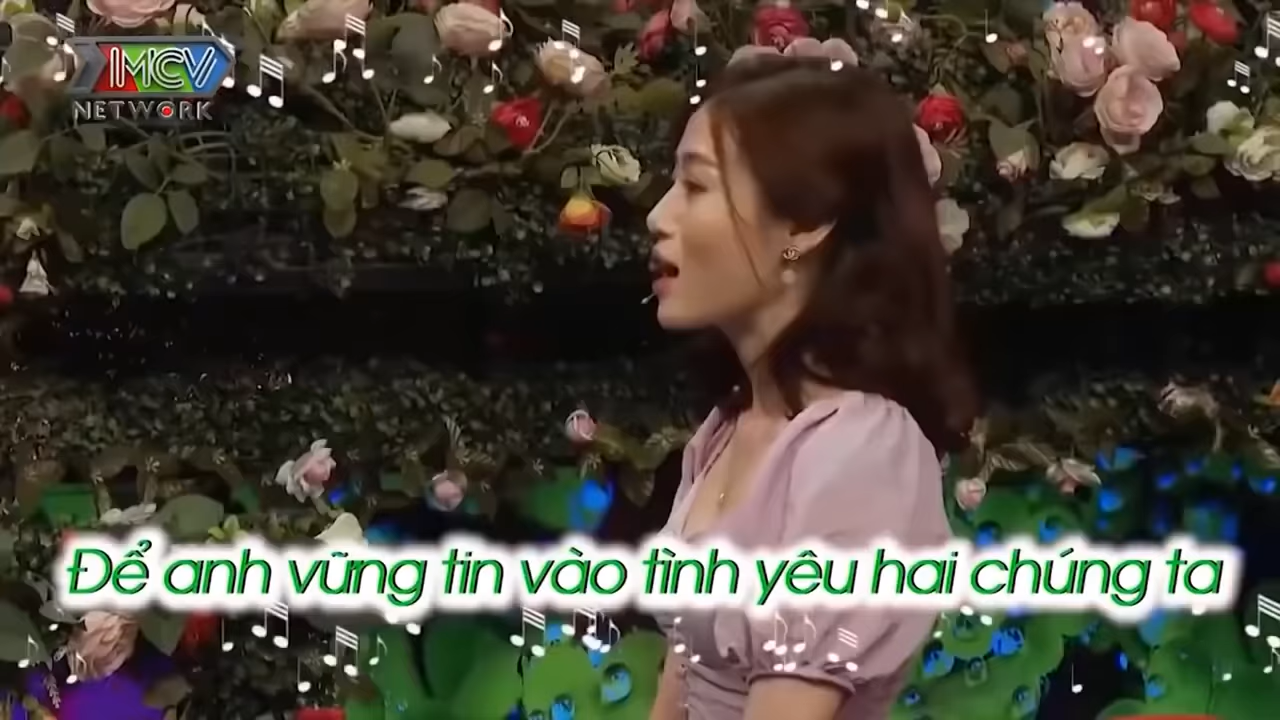 MCV
NETWORK
Để anh vững tin vào tình yêu hai chúng ta